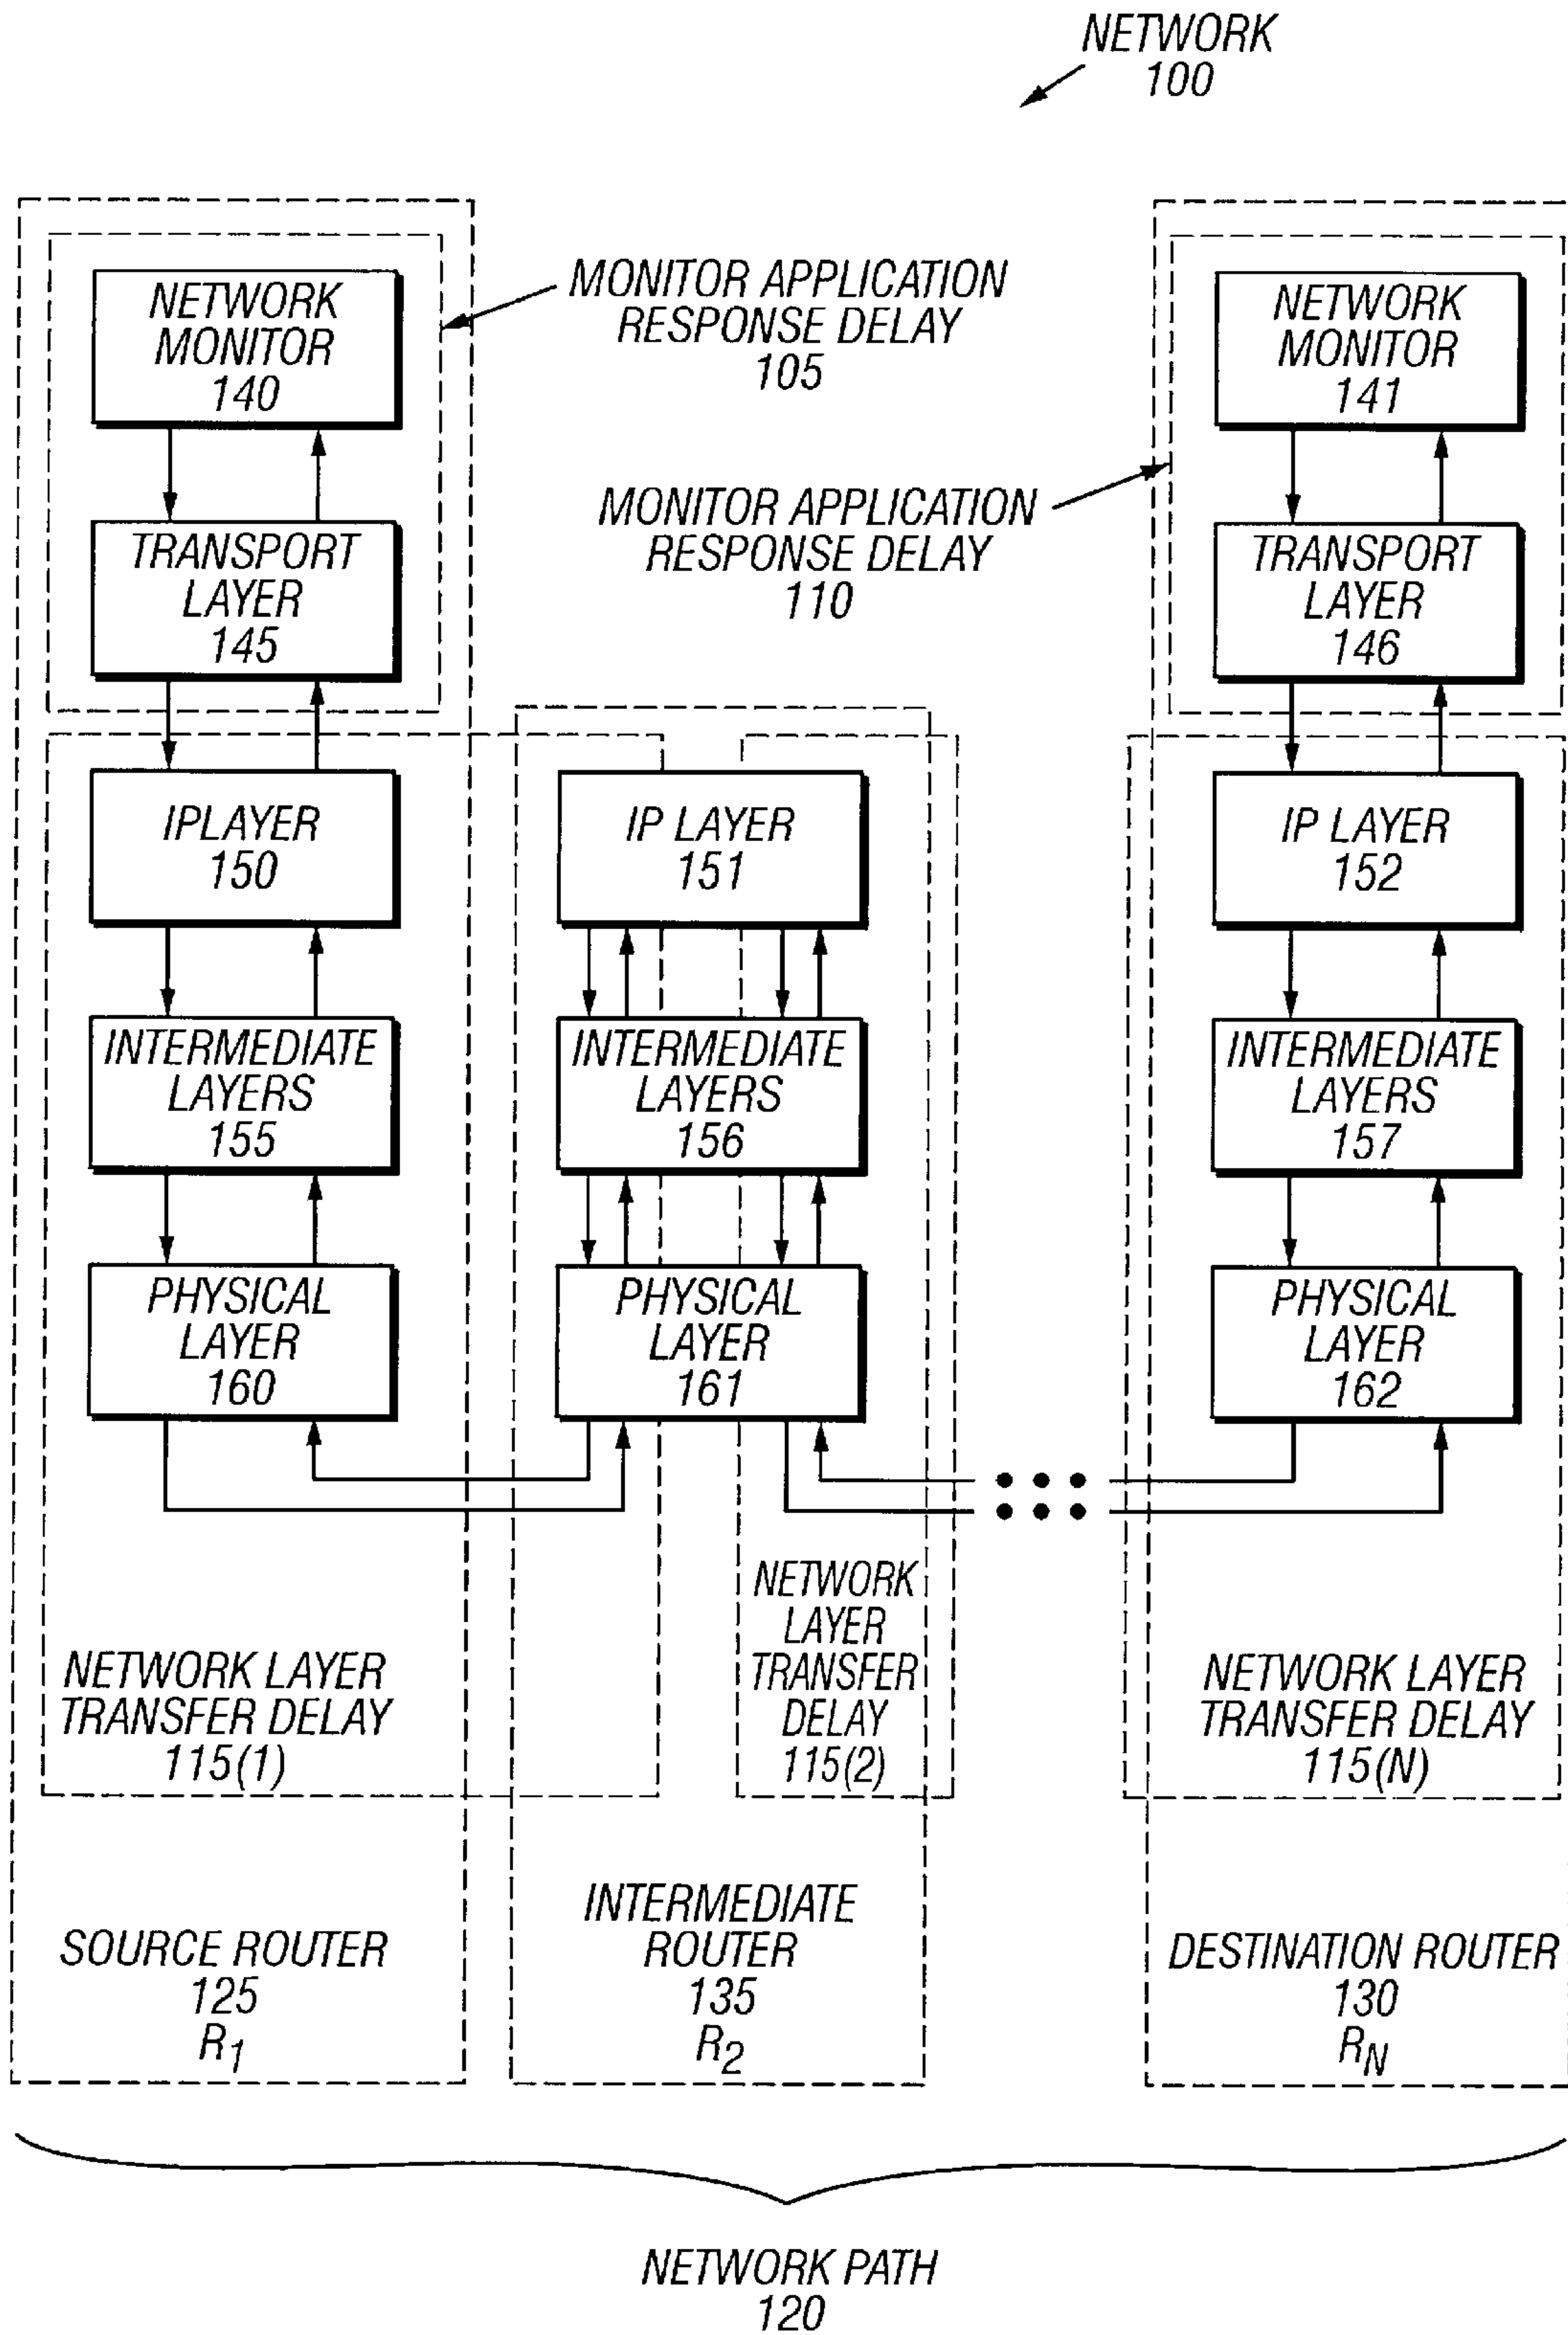 NETWORK
100
NETWORK
MONITOR
140
MONITOR APPLICATION
RESPONSE DELAY
105
NETWORK
MONITOR
141
MONITOR APPLICATION
RESPONSE DELAY
110
TRANSPORT
LAYER
145
TRANSPORT
LAYER
146
IPLAYER
150
IP LAYER
151
IP LAYER
152
INTERMEDIATE
LAYERS
155
INTERMEDIATE
LAYERS
156
INTERMEDIATE
LAYERS
157
PHYSICAL
LAYER
160
PHYSICAL
LAYER
161
PHYSICAL
LAYER
162
NETWORK LAYER
TRANSFER DELAY
115(1)
NETWORK
LAYER
TRANSFER
DELAY
115(2)
NETWORK LAYER
TRANSFER DELAY
115(N)
SOURCE ROUTER
125
R1
INTERMEDIATE
ROUTER
135
R2
DESTINATION ROUTER
130
RN
NETWORK PATH
120